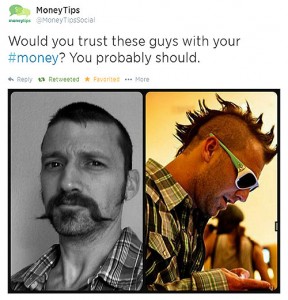 MoneyTips
@MoneyTipsSocial
Would you trust these guys with your
#money? You probably should.
Reply Retweeted Favorited More